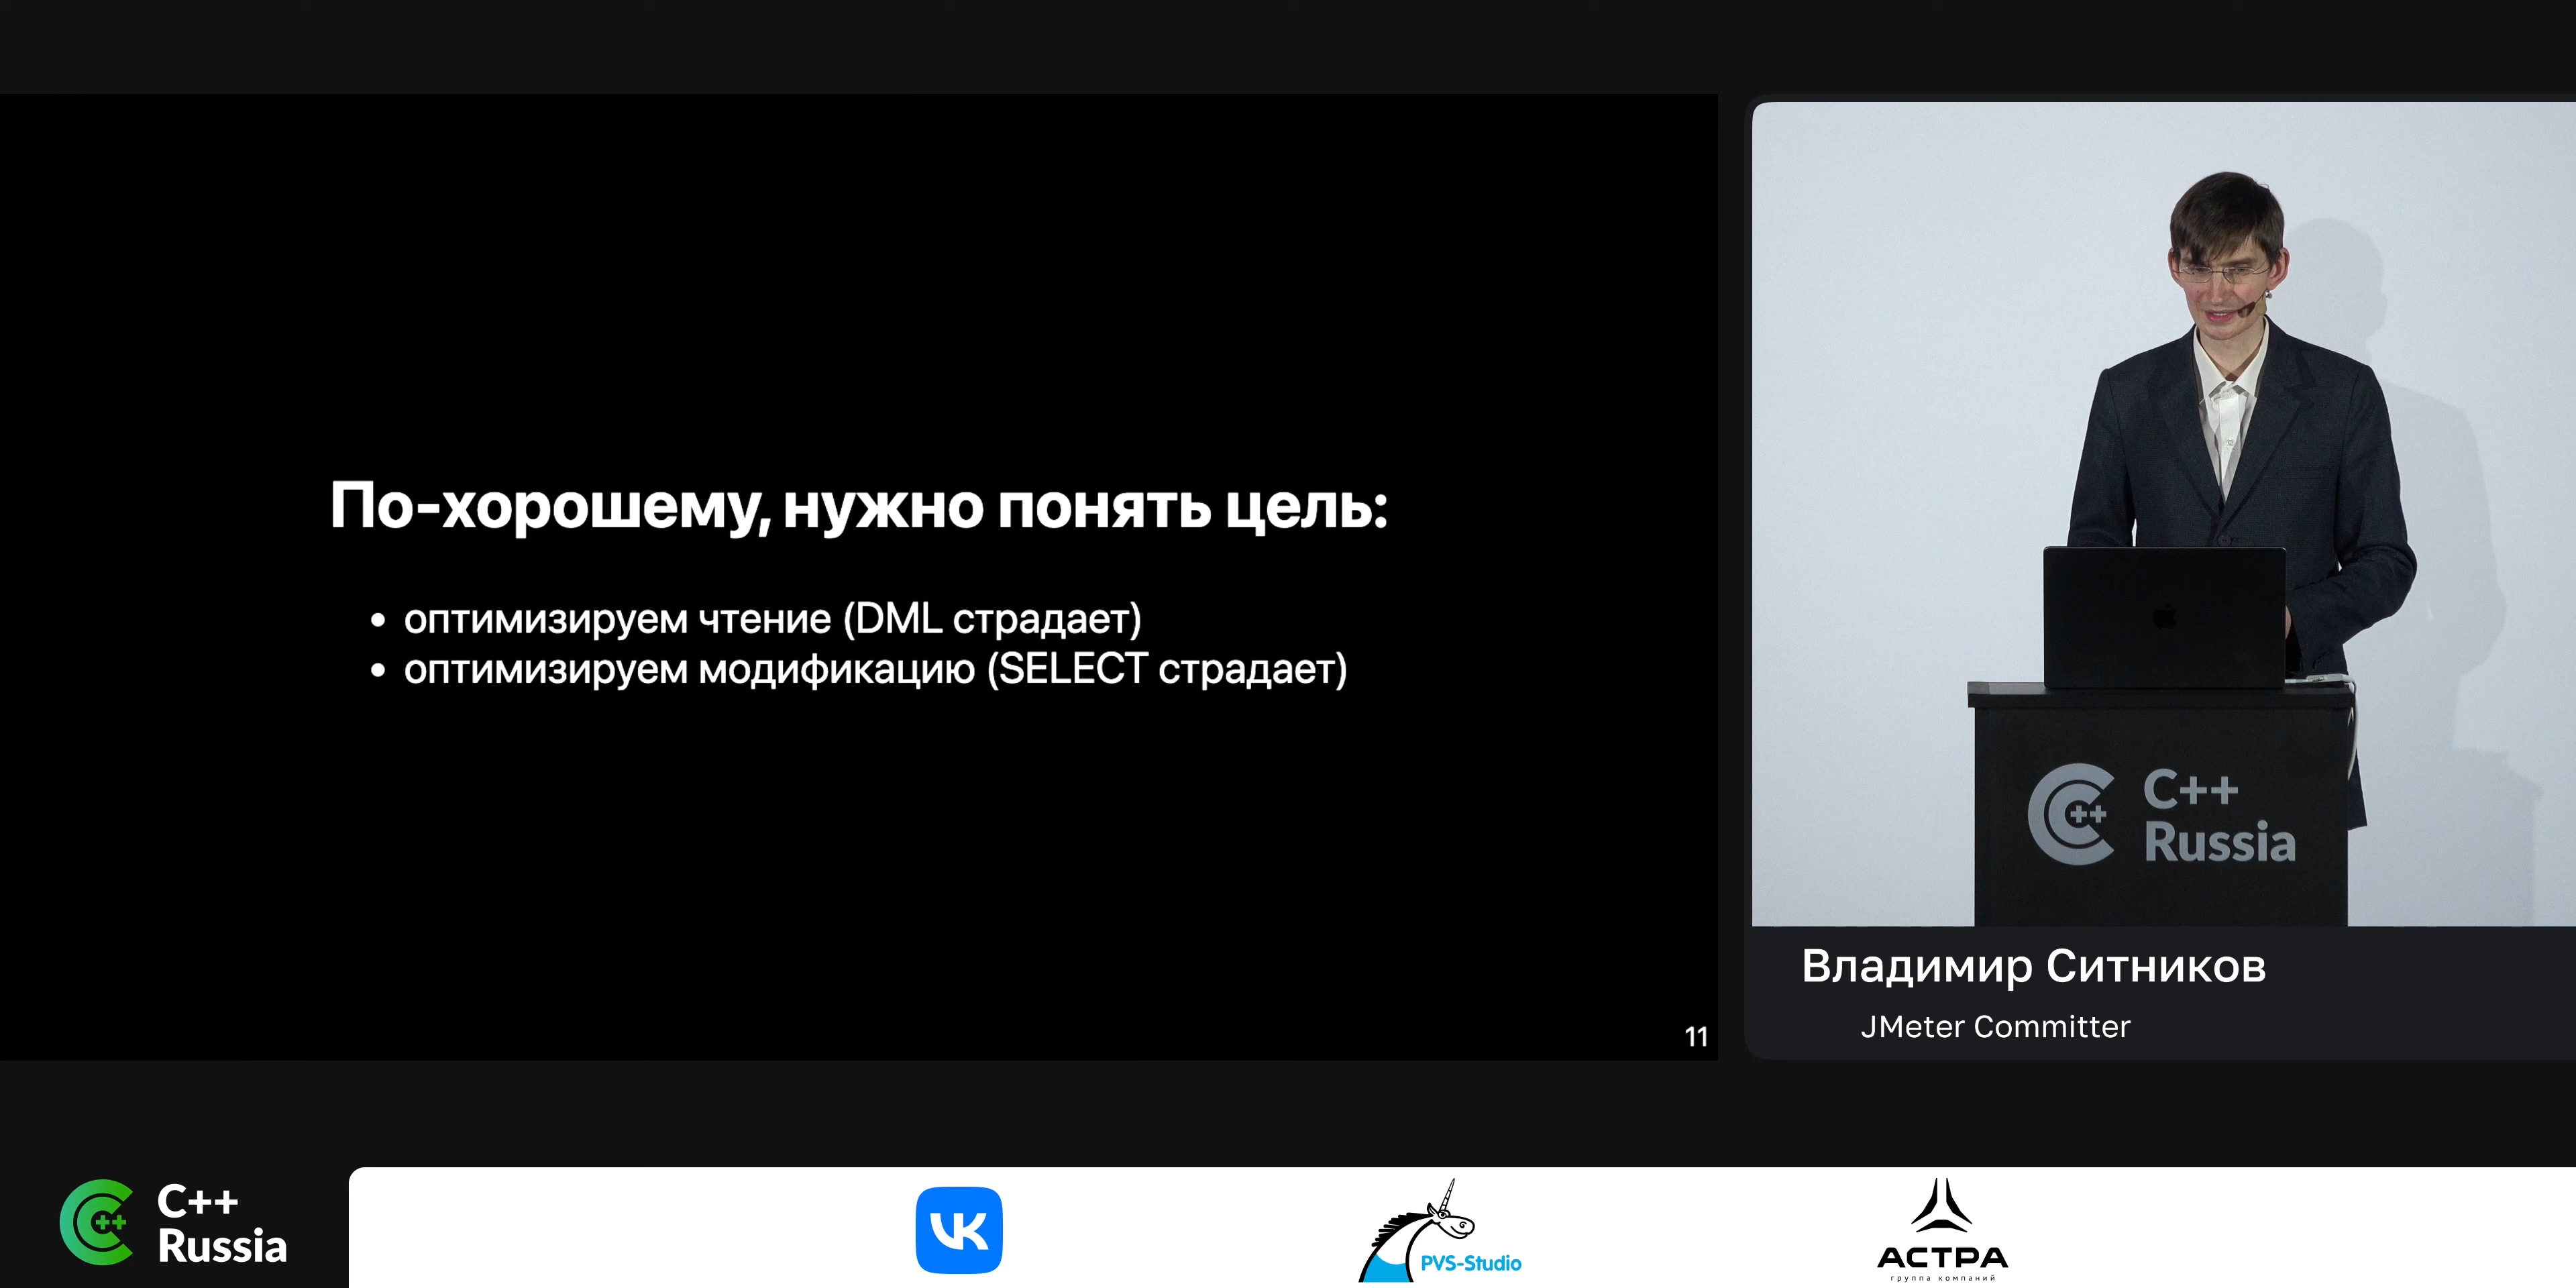 По-хорошему, нужно понять цель:
• оптимизируем чтение (DML страдает)
• оптимизируем модификацию (SELECT страдает)
11
C++
Russia
Владимир Ситников
JMeter Committer
C++
Russia
VK
PVS-Studio
АСТРА
группа компаний